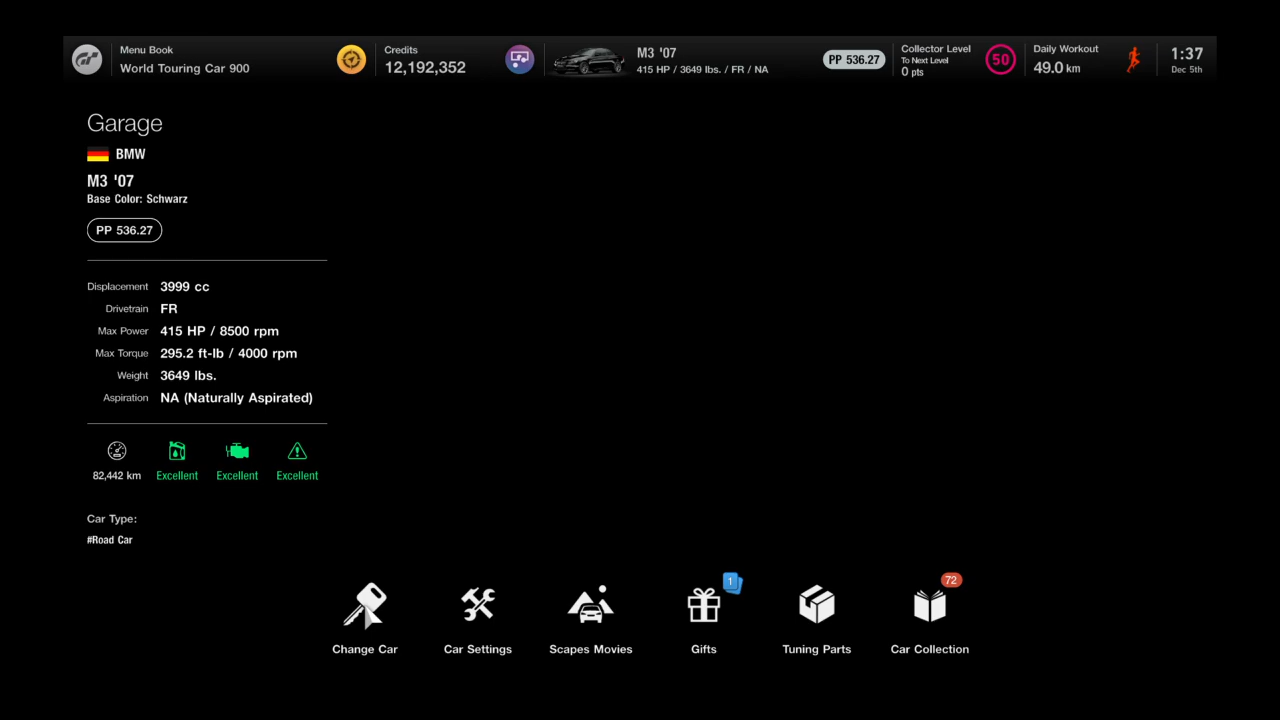 Menu Book
World Touring Car 900
Credits
12,192,352
M3 '07
415 HP / 3649 lbs. / FR / NA
PP 536.27
Collector Level
To Next Level
0 pts
50
Daily Workout
49.0 km
1:37
Dec 5th
Garage
BMW
M3 '07
Base Color: Schwarz
PP 536.27
Displacement 3999 cc
Drivetrain FR
Max Power 415 HP / 8500 rpm
Max Torque 295.2 ft-lb / 4000 rpm
Weight 3649 lbs.
Aspiration NA (Naturally Aspirated)
82,442 km Excellent Excellent Excellent
Car Type:
#Road Car
1
72
Change Car Car Settings Scapes Movies Gifts Tuning Parts Car Collection